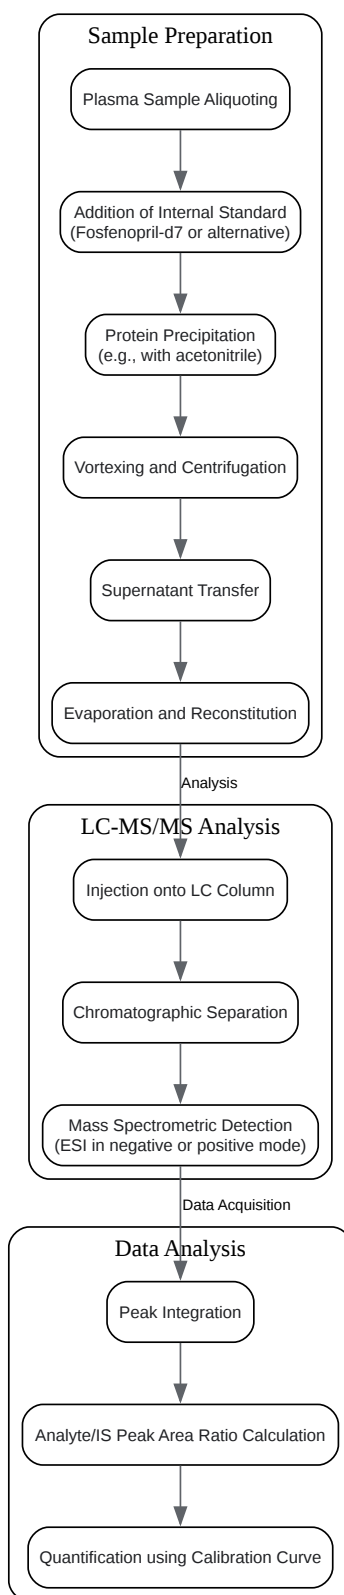 Sample Preparation
Plasma Sample Aliquoting
Addition of Internal Standard
(Fosfenopril-d7 or alternative)
Protein Precipitation
(e.g., with acetonitrile)
Vortexing and Centrifugation
Supernatant Transfer
Evaporation and Reconstitution
Analysis
LC-MS/MS Analysis
Injection onto LC Column
Chromatographic Separation
Mass Spectrometric Detection
(ESI in negative or positive mode)
Data Acquisition
Data Analysis
Peak Integration
Analyte/IS Peak Area Ratio Calculation
Quantification using Calibration Curve